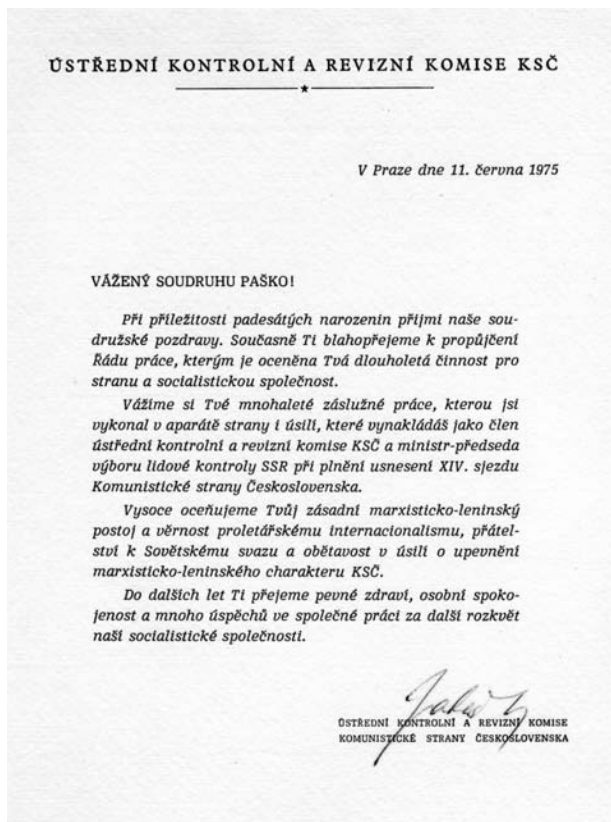 ÚSTŘEDNÍ KONTROLNÍ A REVIZNÍ KOMISE KSČ
V Praze dne 11. června 1975
VÁŽENÝ SOUDRUHU PAŠKO!
Při příležitosti padesátých narozenin přijmi naše sou-
družské pozdravy. Současně Ti blahopřejeme k propůjčení
Řádu práce, kterým je oceněna Tvá dlouholetá činnost pro
stranu a socialistickou společnost.
Vážíme si Tvé mnohaleté záslužné práce, kterou jsi
vykonal v aparátě strany i úsilí, které vynakládáš jako člen
ústřední kontrolní a revizní komise KSČ a ministr-předseda
výboru lidové kontroly SSR při plnění usnesení XIV. sjezdu
Komunistické strany Československa.
Vysoce oceňujeme Tvůj zásadní marxisticko-leninský
postoj a věrnost proletářskému internacionalismu, přátel-
ství k Sovětskému svazu a obětavost v úsilí o upevnění
marxisticko-leninského charakteru KSČ.
Do dalších let Ti přejeme pevné zdraví, osobní spoko-
jenost a mnoho úspěchů ve společné práci za další rozkvět
naší socialistické společnosti.
ÚSTŘEDNÍ KONTROLNÍ A REVIZNÍ KOMISE
KOMUNISTICKÉ STRANY ČESKOSLOVENSKA